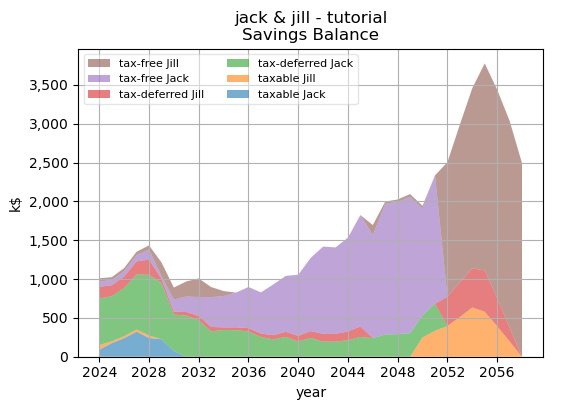 jack & jill - tutorial
Savings Balance
tax-free Jill
tax-free Jack
tax-deferred Jill
tax-deferred Jack
taxable Jill
taxable Jack
3,500
3,000
2,500
2,000
1,500
1,000
500
0
k$
2024 2028 2032 2036 2040 2044 2048 2052 2056
year